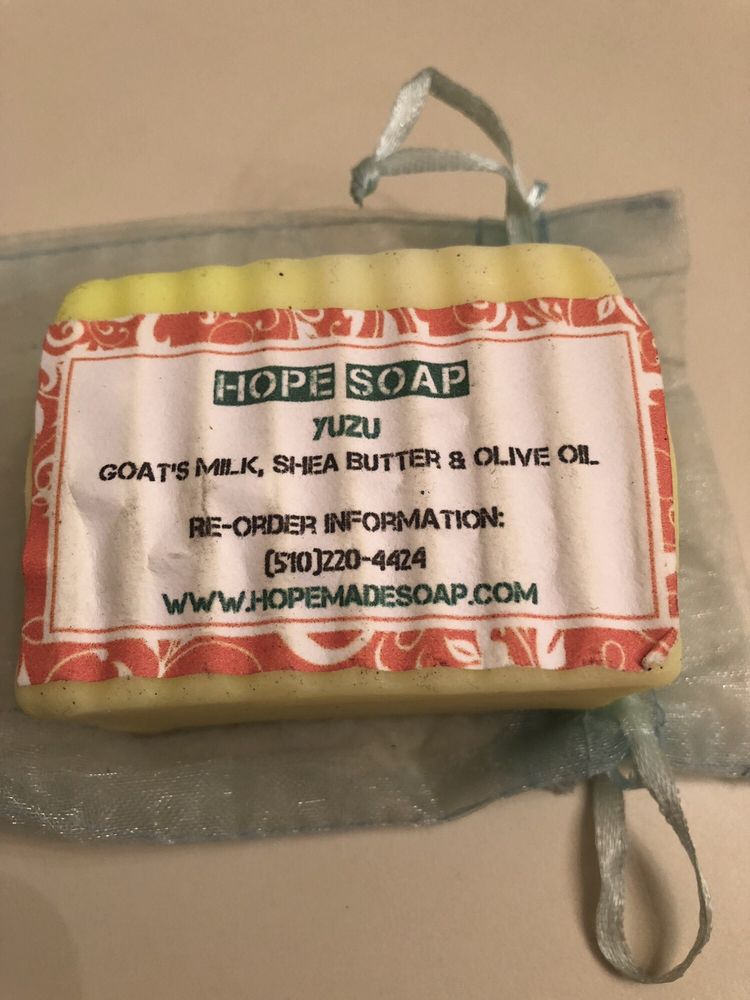 HOPE SOAP
YUZU
GOAT'S MILK, SHEA BUTTER & OLIVE OIL
RE-ORDER INFORMATION:
(510)220-4424
WWW.HOPEMADESOAP.COM